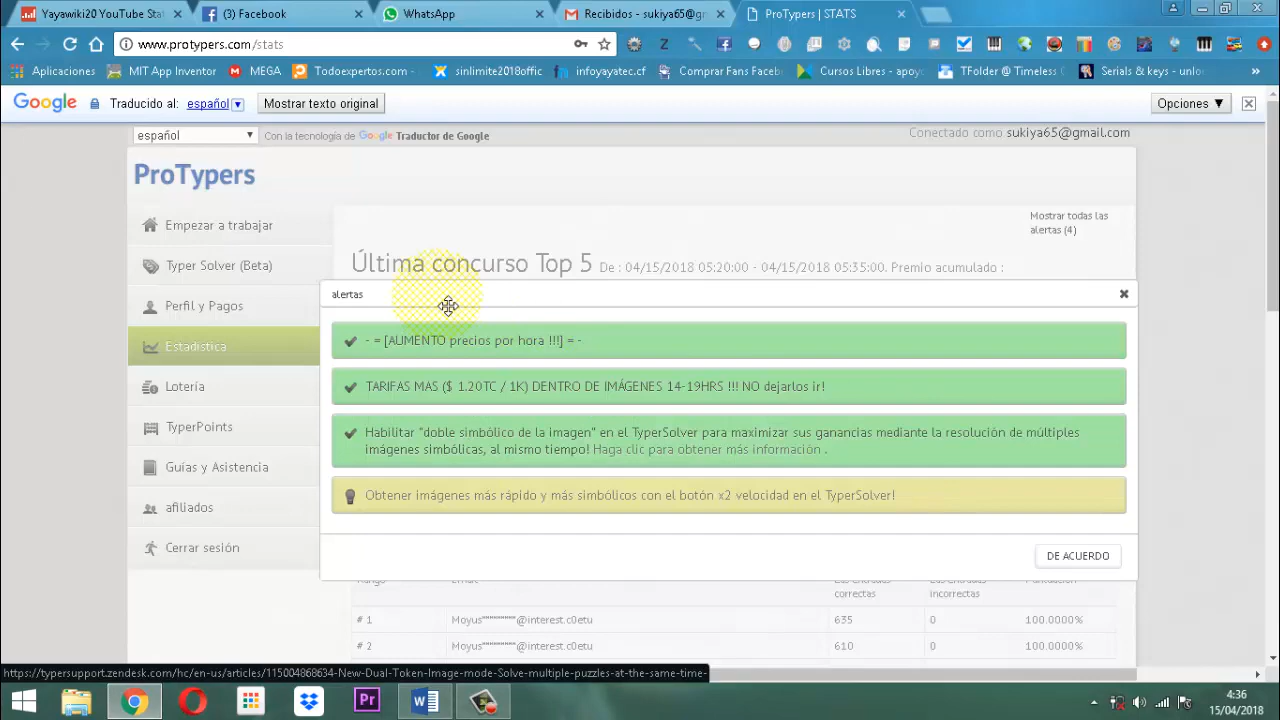 Yayawiki20 YouTube Stat
(3) Facebook
WhatsApp
Recibidos - sukiya65@gm
ProTypers | STATS
www.protypers.com/stats
Aplicaciones
MIT App Inventor
MEGA
Todoexpertos.com -
sinlimite2018offic
infoyayatec.cf
Comprar Fans Faceb
Cursos Libres - apoy
TFolder @ Timeless
Serials & keys - unlo
»
Google
Traducido al: español
Mostrar texto original
Opciones ▼
español
Con la tecnología de Google Traductor de Google
Conectado como sukiya65@gmail.com
ProTypers
Empezar a trabajar
Typer Solver (Beta)
Perfil y Pagos
Estadística
Lotería
TyperPoints
Guías y Asistencia
afiliados
Cerrar sesión
Mostrar todas las
alertas (4)
Última concurso Top 5 De : 04/15/2018 05:20:00 - 04/15/2018 05:35:00. Premio acumulado :
alertas
- = [AUMENTO precios por hora !!!] = -
TARIFAS MAS ($ 1.20TC / 1K) DENTRO DE IMÁGENES 14-19HRS !!! NO dejarlos ir!
Habilitar "doble simbólico de la imagen" en el TyperSolver para maximizar sus ganancias mediante la resolución de múltiples
imágenes simbólicas, al mismo tiempo! Haga clic para obtener más información .
Obtener imágenes más rápido y más simbólicos con el botón x2 velocidad en el TyperSolver!
DE ACUERDO
correctas incorrectas
# 1 Moyus********@interest.c0etu 635 0 100.0000%
# 2 Moyus********@interest.c0etu 610 0 100.0000%
https://typersupport.zendesk.com/hc/en-us/articles/115004868634-New-Dual-Token-Image-mode-Solve-multiple-puzzles-at-the-same-time-
Pr
4:36
15/04/2018